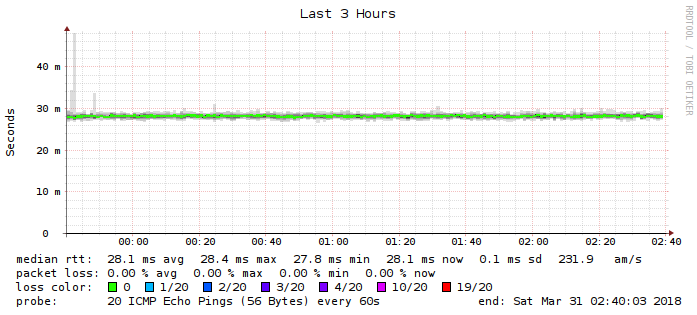 Last 3 Hours
RRDTOOL / TOBI OETIKER
Seconds
40 m
30 m
20 m
10 m
0
00:00 00:20 00:40 01:00 01:20 01:40 02:00 02:20 02:40
median rtt: 28.1 ms avg 28.4 ms max 27.8 ms min 28.1 ms now 0.1 ms sd 231.9 am/s
packet loss: 0.00 % avg 0.00 % max 0.00 % min 0.00 % now
loss color: 0 1/20 2/20 3/20 4/20 10/20 19/20
probe: 20 ICMP Echo Pings (56 Bytes) every 60s end: Sat Mar 31 02:40:03 2018